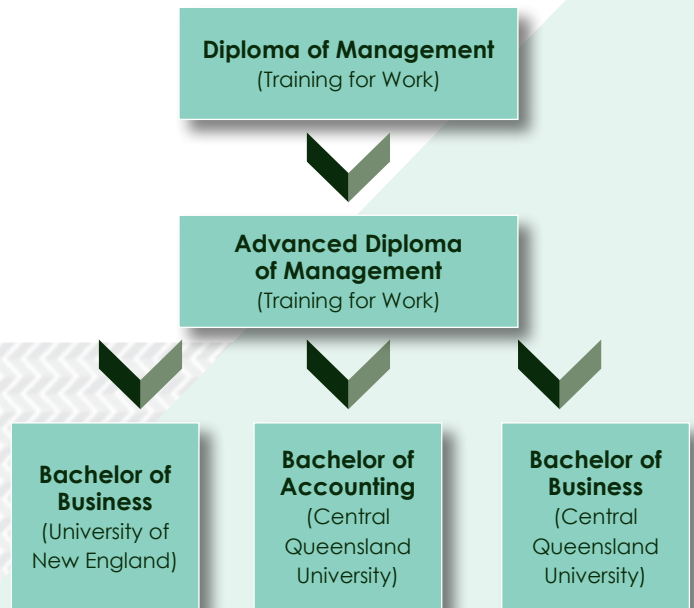 Diploma of Management
(Training for Work)
Advanced Diploma
of Management
(Training for Work)
Bachelor of
Business
(University of
New England)
Bachelor of
Accounting
(Central
Queensland
University)
Bachelor of
Business
(Central
Queensland
University)